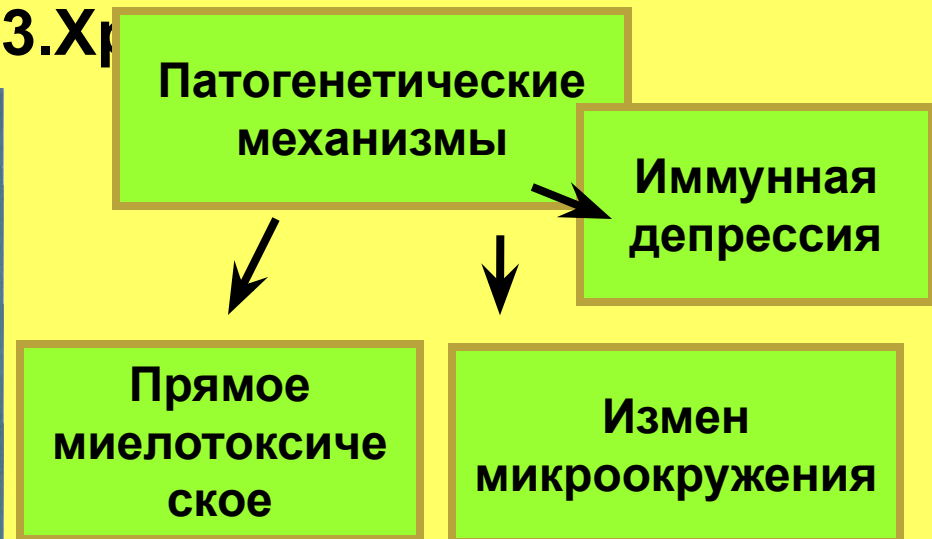 3.Хр
Патогенетические
механизмы
Иммунная
депрессия
Прямое
миелотоксиче
ское
Измен
микроокружения